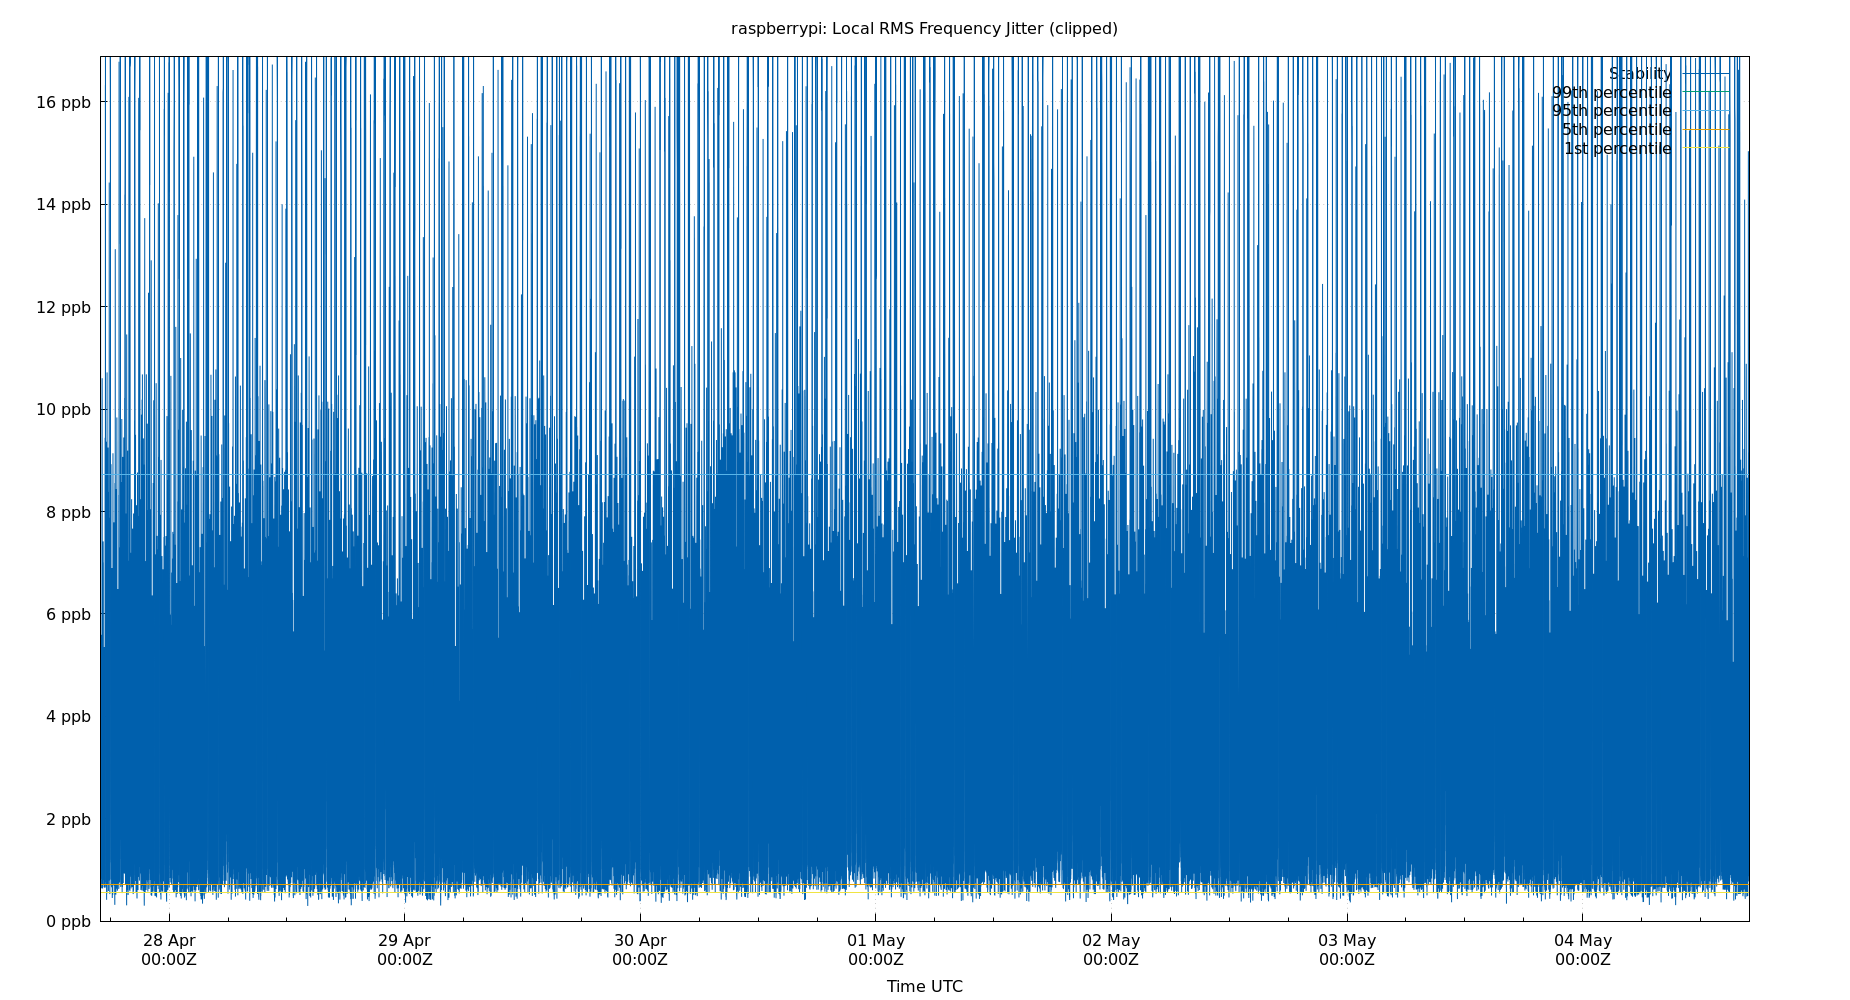 raspberrypi: Local RMS Frequency Jitter (clipped)
Stability
99th percentile
95th percentile
5th percentile
1st percentile
16 ppb
14 ppb
12 ppb
10 ppb
8 ppb
6 ppb
4 ppb
2 ppb
0 ppb
28 Apr 29 Apr 30 Apr 01 May 02 May 03 May 04 May
00:00Z 00:00Z 00:00Z 00:00Z 00:00Z 00:00Z 00:00Z
Time UTC